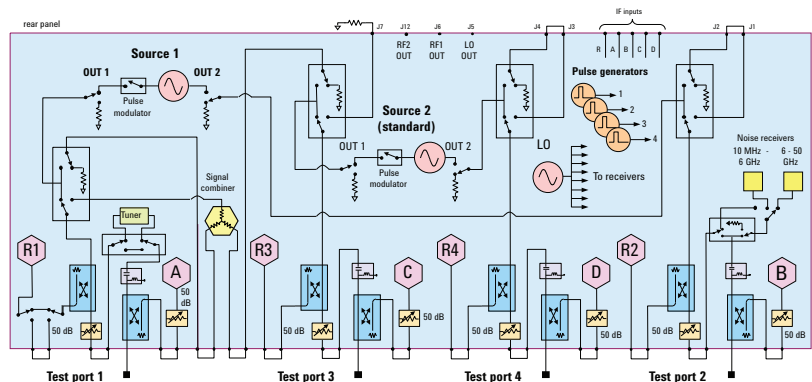 rear panel
J7
J12
J6
J5
J4
J3
IF inputs
J2
J1
RF2
OUT
RF1
OUT
LO
OUT
R
A
B
C
D
Source 1
OUT 1
OUT 2
Pulse
modulator
Pulse generators
1
2
3
4
Source 2
(standard)
OUT 1
OUT 2
Pulse
modulator
LO
To receivers
Noise receivers
10 MHz -
6 GHz
6 - 50
GHz
Signal
combiner
Tuner
R1
A
R3
C
R4
D
R2
B
50
dB
50 dB
50 dB
50 dB
50 dB
50 dB
50 dB
50 dB
Test port 1
Test port 3
Test port 4
Test port 2